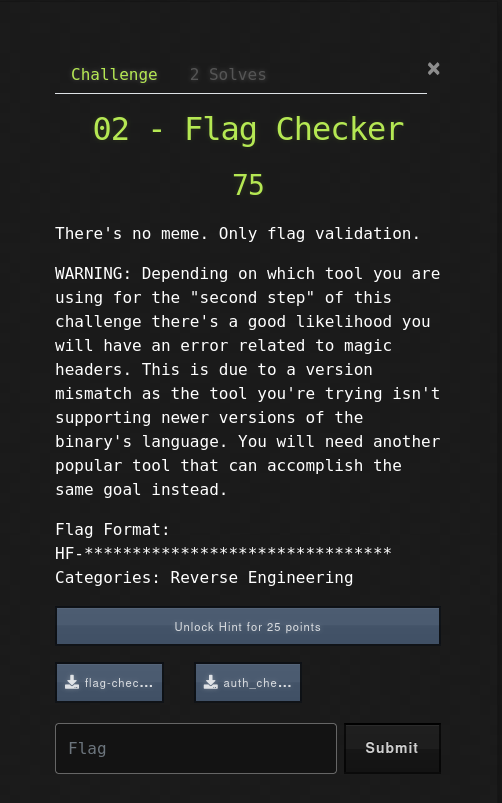 Challenge
2 Solves
×
02 - Flag Checker
75
There's no meme. Only flag validation.
WARNING: Depending on which tool you are
using for the "second step" of this
challenge there's a good likelihood you
will have an error related to magic
headers. This is due to a version
mismatch as the tool you're trying isn't
supporting newer versions of the
binary's language. You will need another
popular tool that can accomplish the
same goal instead.
Flag Format:
HF-********************************
Categories: Reverse Engineering
Unlock Hint for 25 points
flag-chec...
auth_che...
Flag
Submit